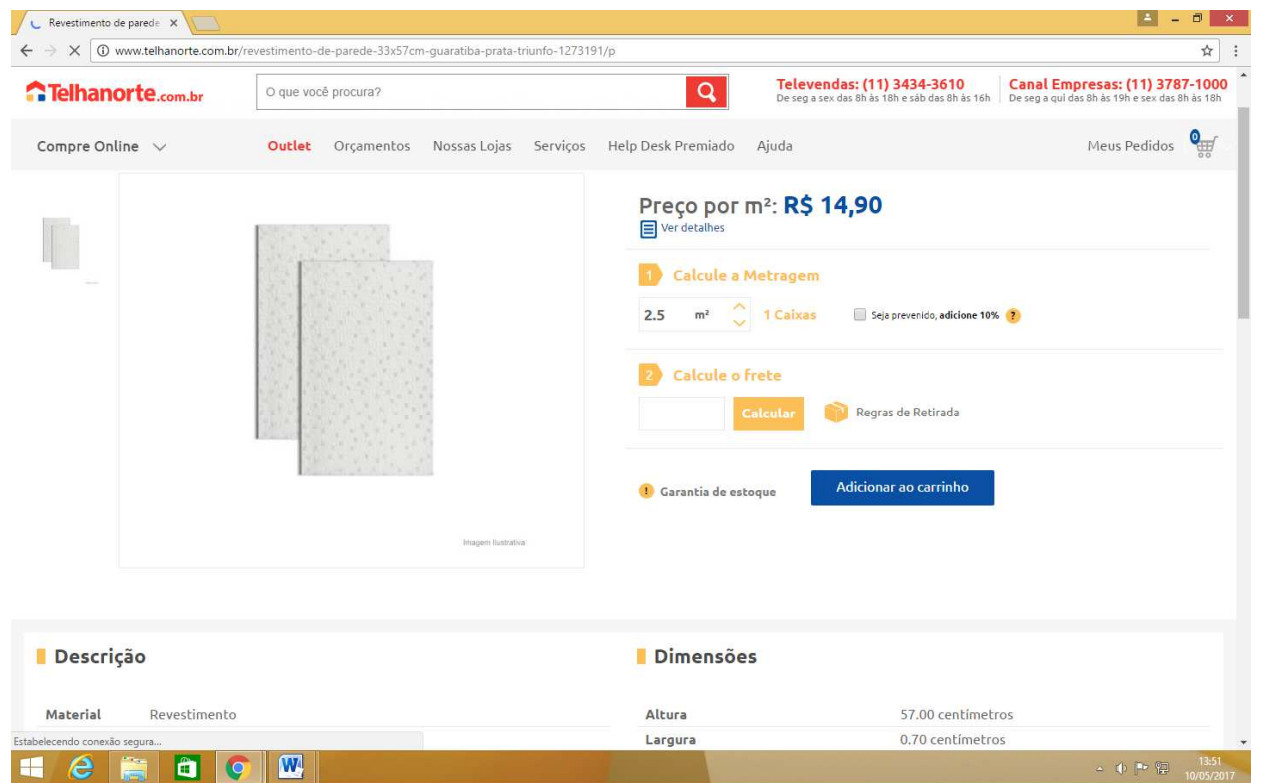 Revestimento de parede
www.telhanorte.com.br/revestimento-de-parede-33x57cm-guaratiba-prata-triunfo-1273191/p
Telhanorte.com.br
O que você procura?
Televendas: (11) 3434-3610
De seg a sex das 8h às 18h e sáb das 8h às 16h
Canal Empresas: (11) 3787-1000
De seg a qui das 8h às 19h e sex das 8h às 18h
Compre Online
Outlet
Orçamentos
Nossas Lojas
Serviços
Help Desk Premiado
Ajuda
Meus Pedidos
0
Preço por m²: R$ 14,90
Ver detalhes
1 Calcule a Metragem
2.5 m² 1 Caixas
Seja prevenido, adicione 10% ?
2 Calcule o frete
Calcular
Regras de Retirada
! Garantia de estoque
Adicionar ao carrinho
Imagem Ilustrativa
Descrição
Material Revestimento
Dimensões
Altura 57.00 centímetros
Largura 0.70 centímetros
Estabelecendo conexão segura...
13:51
10/05/2017